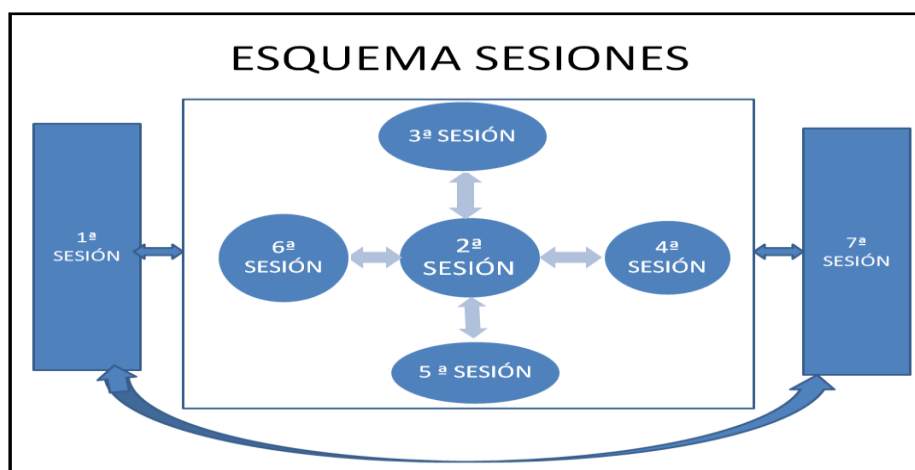 ESQUEMA SESIONES
3ª SESIÓN
1ª
SESIÓN
6ª
SESIÓN
2ª
SESIÓN
4ª
SESIÓN
7ª
SESIÓN
5 ª SESIÓN